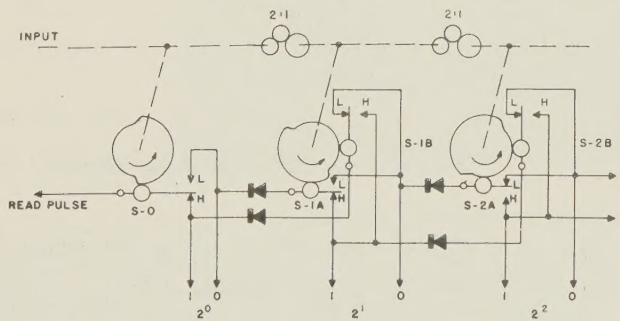 2:1 2:1
INPUT
L H L H
S-1B S-2B
L L L
READ PULSE S-0 H S-1A H S-2A H
1 0 1 0 1 0
2⁰ 2¹ 2²